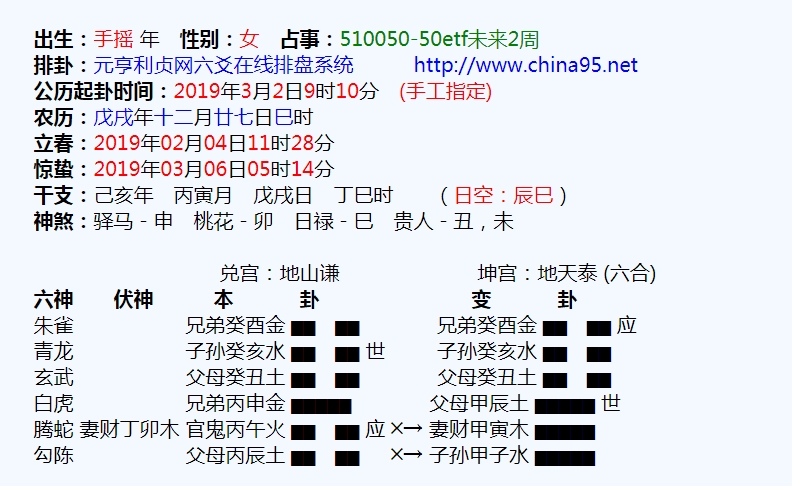 出生：手摇 年　性别：女　占事：510050-50etf未来2周
排卦：元亨利贞网六爻在线排盘系统　　　http://www.china95.net
公历起卦时间：2019年3月2日9时10分　(手工指定)
农历：戊戌年十二月廿七日巳时
立春：2019年02月04日11时28分
惊蛰：2019年03月06日05时14分
干支：己亥年　丙寅月　戊戌日　丁巳时　　（ 日空：辰巳 ）
神煞：驿马－申　桃花－卯　日禄－巳　贵人－丑，未
兑宫：地山谦　　　　　　　坤宫：地天泰 (六合)
六神　　伏神　　　本　　　卦　　　　　　　变　　　卦
朱雀　　　　　兄弟癸酉金　　　　　兄弟癸酉金　　　应
青龙　　　　　子孙癸亥水　　　世　　子孙癸亥水
玄武　　　　　父母癸丑土　　　　　父母癸丑土
白虎　　　　　兄弟丙申金　　　　　父母甲辰土　　　世
腾蛇 妻财丁卯木 官鬼丙午火　　　应 ×→ 妻财甲寅木
勾陈　　　　　父母丙辰土　　　　×→ 子孙甲子水